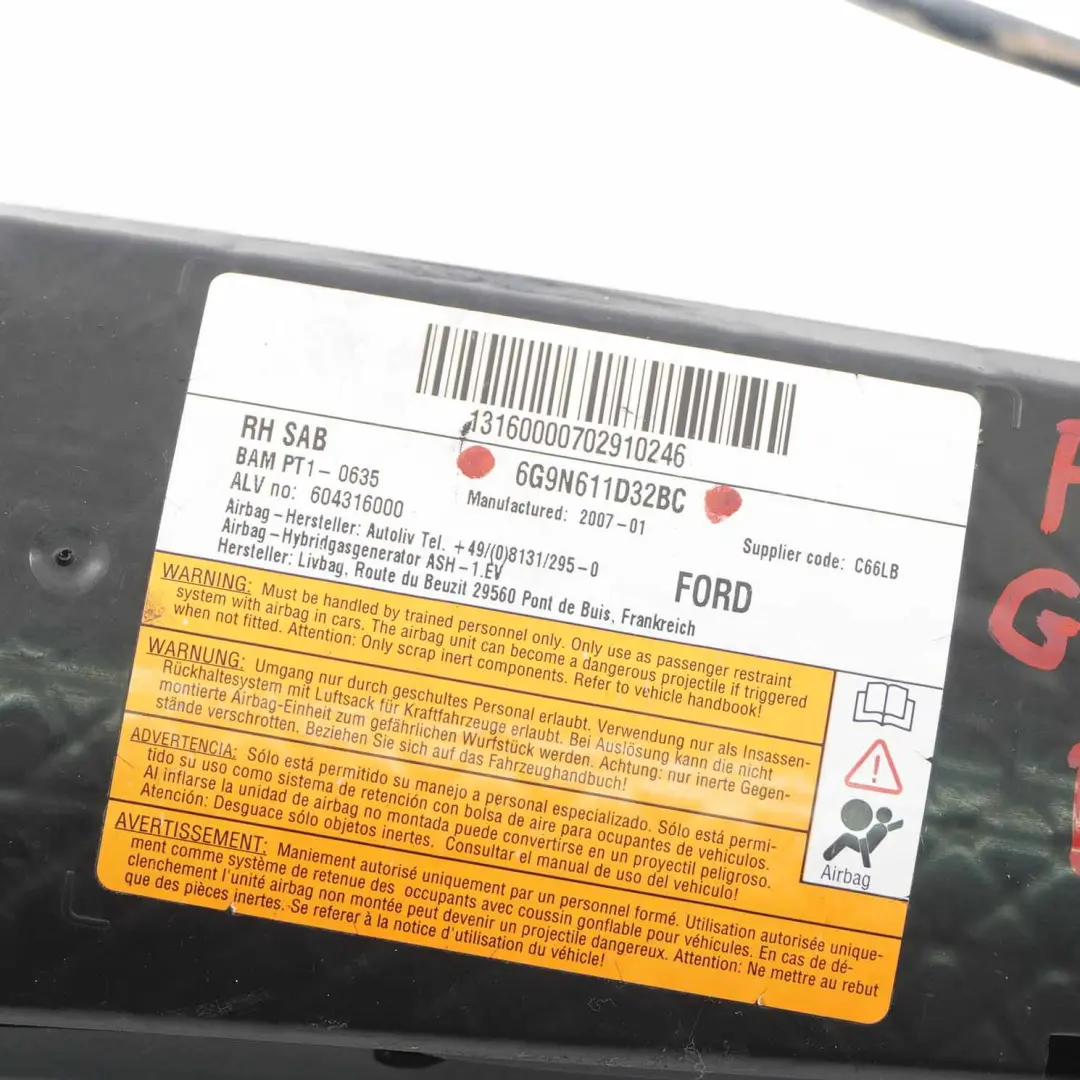 13160000702910246
RH SAB
BAM PT1-0635
6G9N611D32BC
ALV no: 604316000
Manufactured: 2007-01
Airbag-Hersteller: Autoliv Tel. +49/(0)8131/295-0
Supplier code: C66LB
Airbag-Hybridgasgenerator ASH-1.EV
FORD
Hersteller: Livbag, Route du Beuzit 29560 Pont de Buis, Frankreich
WARNING: Must be handled by trained personnel only. Only use as passenger restraint
system with airbag in cars. The airbag unit can become a dangerous projectile if triggered
when not fitted. Attention: Only scrap inert components. Refer to vehicle handbook!
WARNUNG: Umgang nur durch geschultes Personal erlaubt. Verwendung nur als Insassen-
Rückhaltesystem mit Luftsack für Kraftfahrzeuge erlaubt. Bei Auslösung kann die nicht
montierte Airbag-Einheit zum gefährlichen Wurfstück werden. Achtung: nur inerte Gegen-
stände verschrotten. Beziehen Sie sich auf das Fahrzeughandbuch!
ADVERTENCIA: Sólo está permitido su manejo a personal especializado. Sólo está permi-
tido su uso como sistema de retención con bolsa de aire para ocupantes de vehículos.
Al inflarse la unidad de airbag no montada puede convertirse en un proyectil peligroso.
Atención: Desguace sólo objetos inertes. Consultar el manual de uso del vehículo!
Airbag
AVERTISSEMENT: Maniement autorisé uniquement par un personnel formé. Utilisation autorisée unique-
ment comme système de retenue des occupants avec coussin gonflable pour véhicules. En cas de dé-
clenchement l'unité airbag non montée peut devenir un projectile dangereux. Attention: Ne mettre au rebut
que des pièces inertes. Se referer à la notice d'utilisation du véhicle!
G